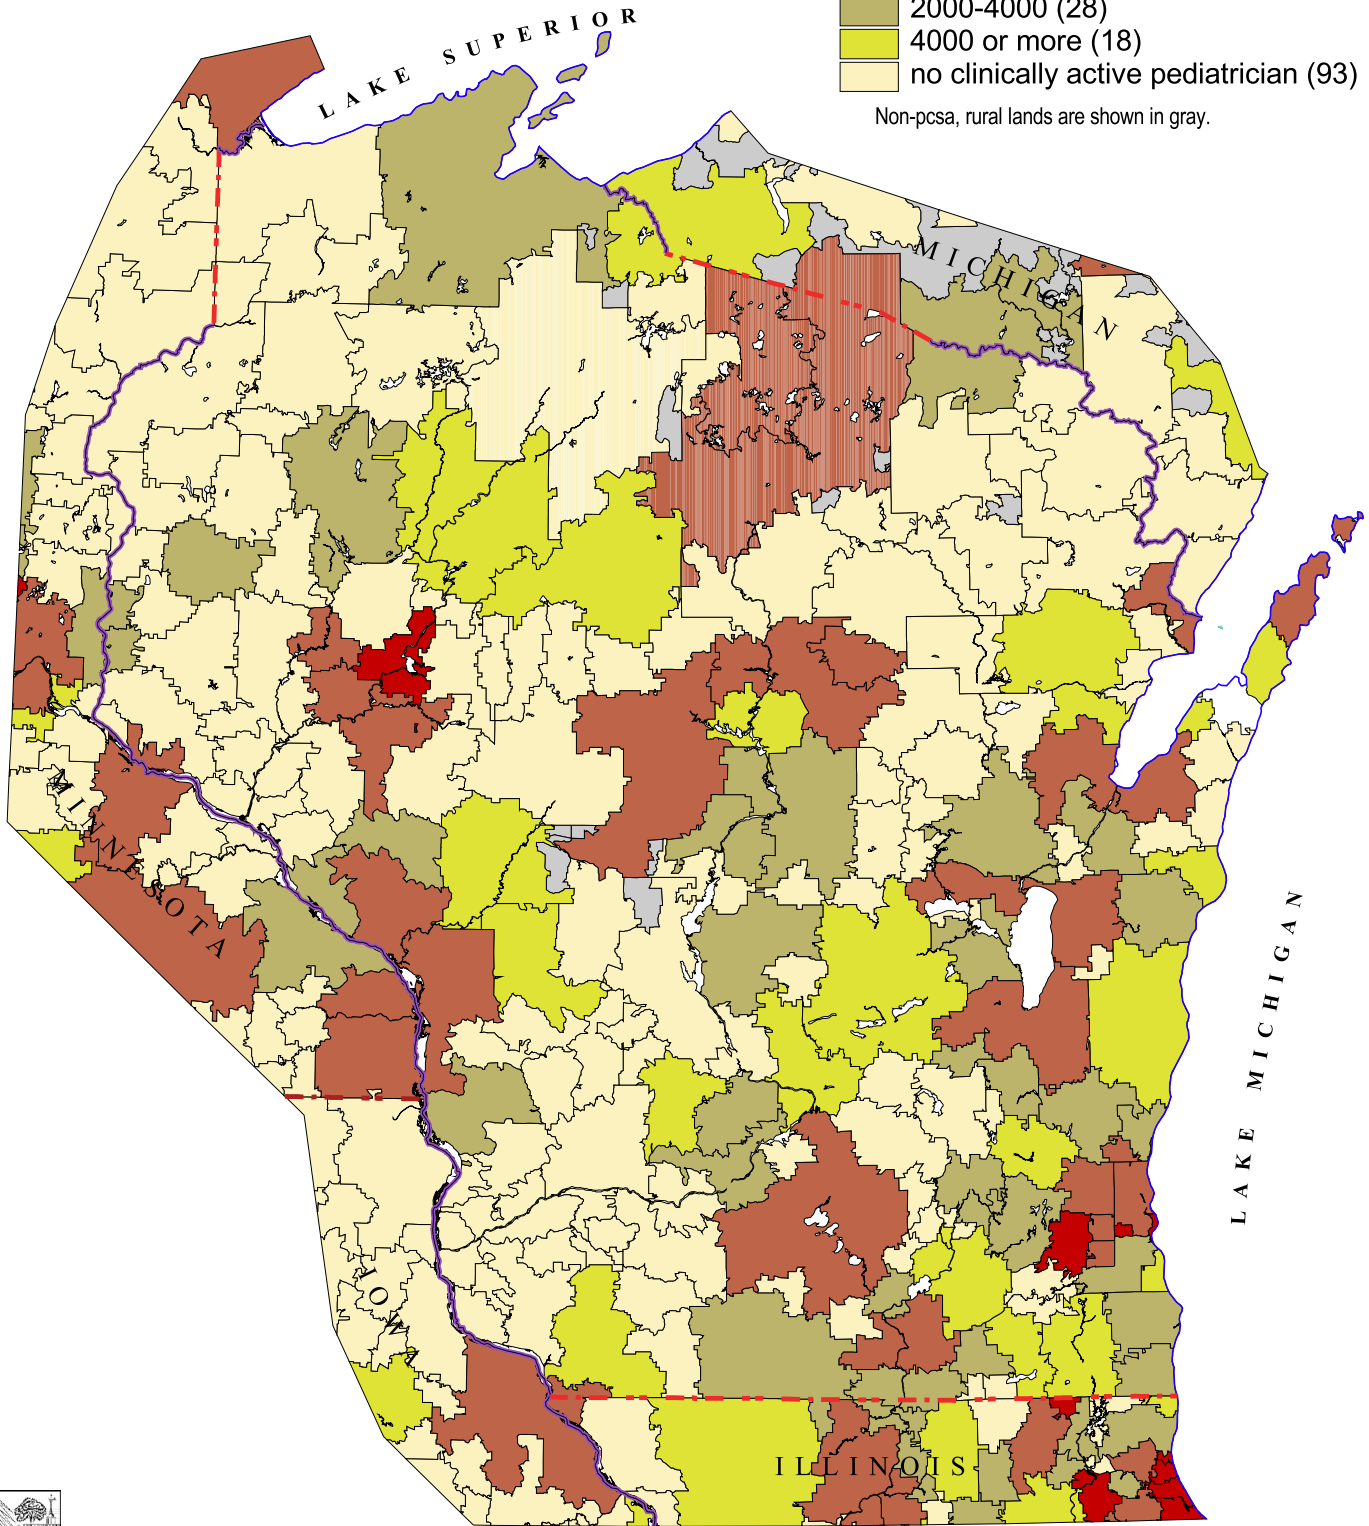 2000-4000 (28)
4000 or more (18)
no clinically active pediatrician (93)
Non-pcsa, rural lands are shown in gray.
LAKE SUPERIOR
MICHIGAN
MINNESOTA
LAKE MICHIGAN
IOWA
ILLINOIS